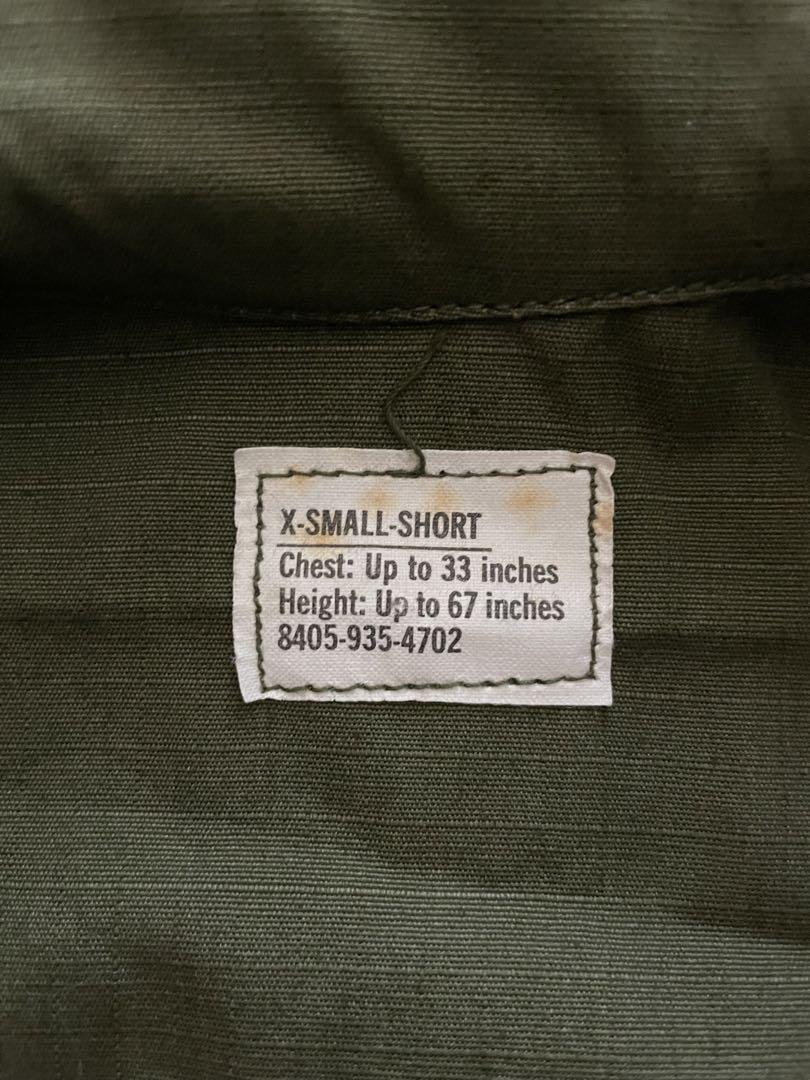 X-SMALL-SHORT
Chest: Up to 33 inches
Height: Up to 67 inches
8405-935-4702